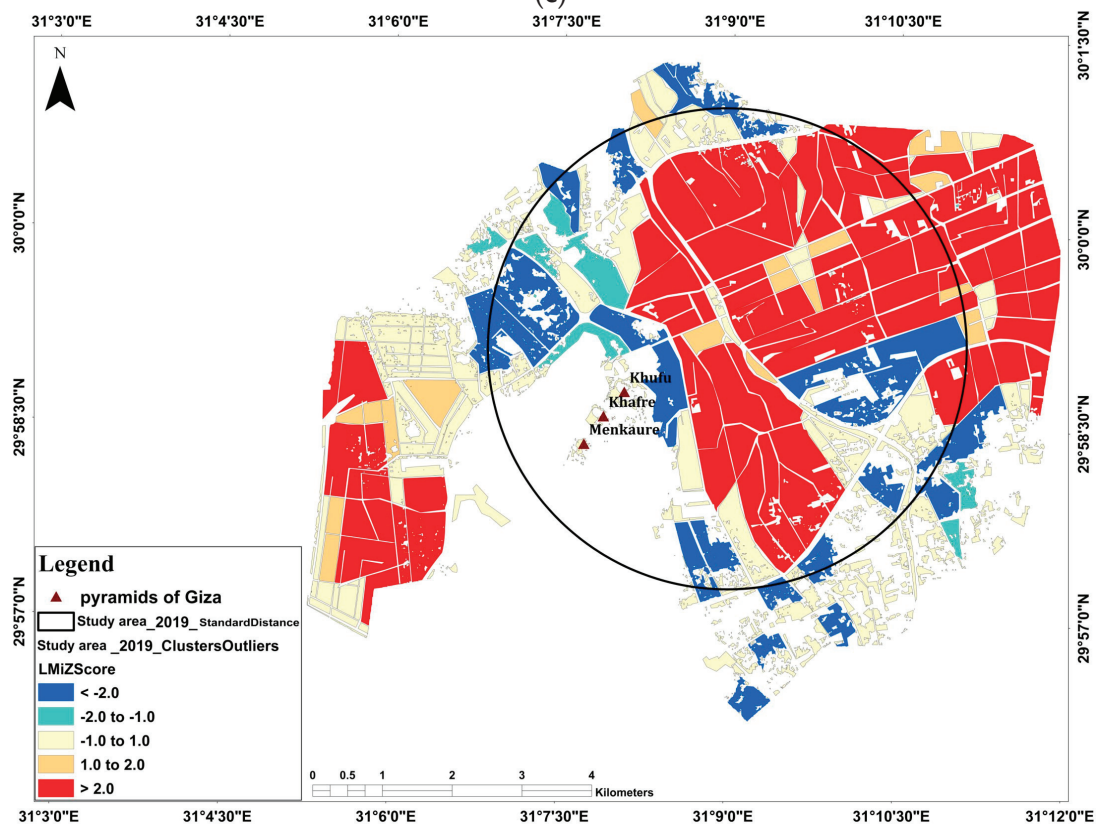 31°3'0"E 31°4'30"E 31°6'0"E 31°7'30"E 31°9'0"E 31°10'30"E
N
30°1'30"N
30°0'0"N
30°0'0"N
Khufu
Khafre
Menkaure
29°58'30"N
29°58'30"N
29°57'0"N
29°57'0"N
Legend
pyramids of Giza
Study area_2019_StandardDistance
Study area _2019_ClustersOutliers
LMiZScore
< -2.0
-2.0 to -1.0
-1.0 to 1.0
1.0 to 2.0
> 2.0
0 0.5 1 2 3 4
Kilometers
31°3'0"E 31°4'30"E 31°6'0"E 31°7'30"E 31°9'0"E 31°10'30"E 31°12'0"E